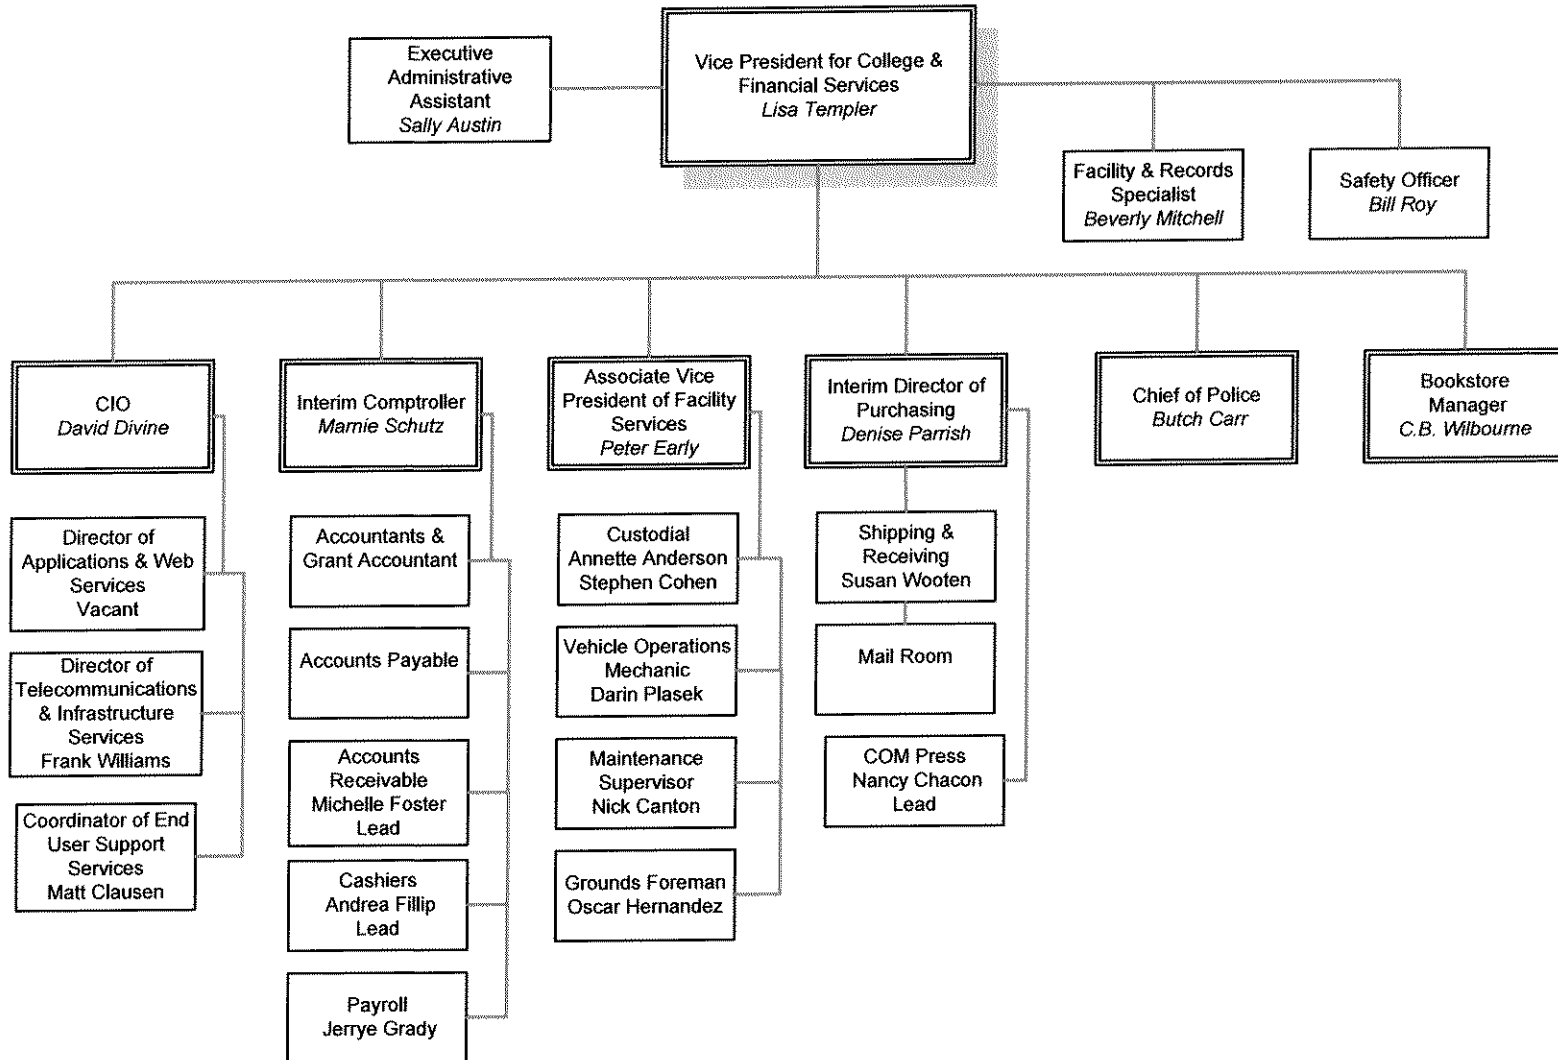 Executive
Administrative
Assistant
Sally Austin
Vice President for College &
Financial Services
Lisa Templer
Facility & Records
Specialist
Beverly Mitchell
Safety Officer
Bill Roy
CIO
David Divine
Interim Comptroller
Marnie Schutz
Associate Vice
President of Facility
Services
Peter Early
Interim Director of
Purchasing
Denise Parrish
Chief of Police
Butch Carr
Bookstore
Manager
C.B. Wilbourne
Director of
Applications & Web
Services
Vacant
Director of
Telecommunications
& Infrastructure
Services
Frank Williams
Coordinator of End
User Support
Services
Matt Clausen
Accountants &
Grant Accountant
Accounts Payable
Accounts
Receivable
Michelle Foster
Lead
Cashiers
Andrea Fillip
Lead
Payroll
Jerrye Grady
Custodial
Annette Anderson
Stephen Cohen
Vehicle Operations
Mechanic
Darin Plasek
Maintenance
Supervisor
Nick Canton
Grounds Foreman
Oscar Hernandez
Shipping &
Receiving
Susan Wooten
Mail Room
COM Press
Nancy Chacon
Lead